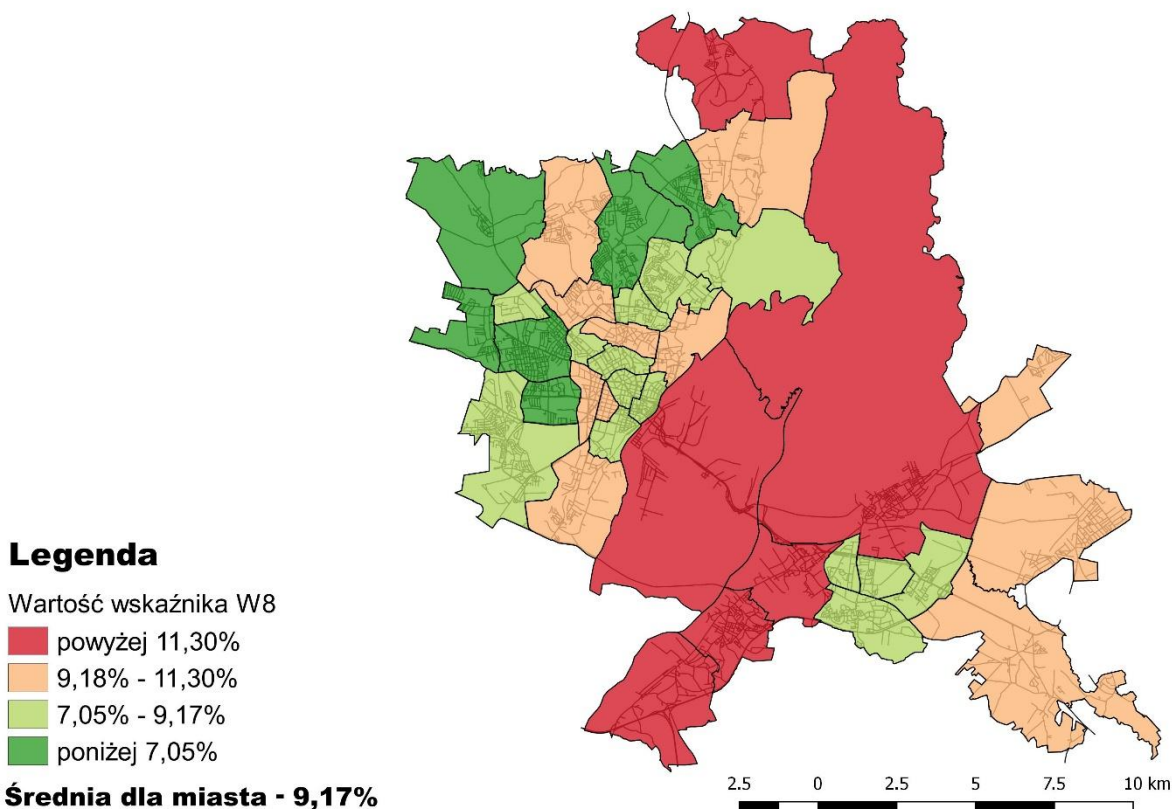 Legenda
Wartość wskaźnika W8
powyżej 11,30%
9,18% - 11,30%
7,05% - 9,17%
poniżej 7,05%
Średnia dla miasta - 9,17%
2.5 0 2.5 5 7.5 10 km